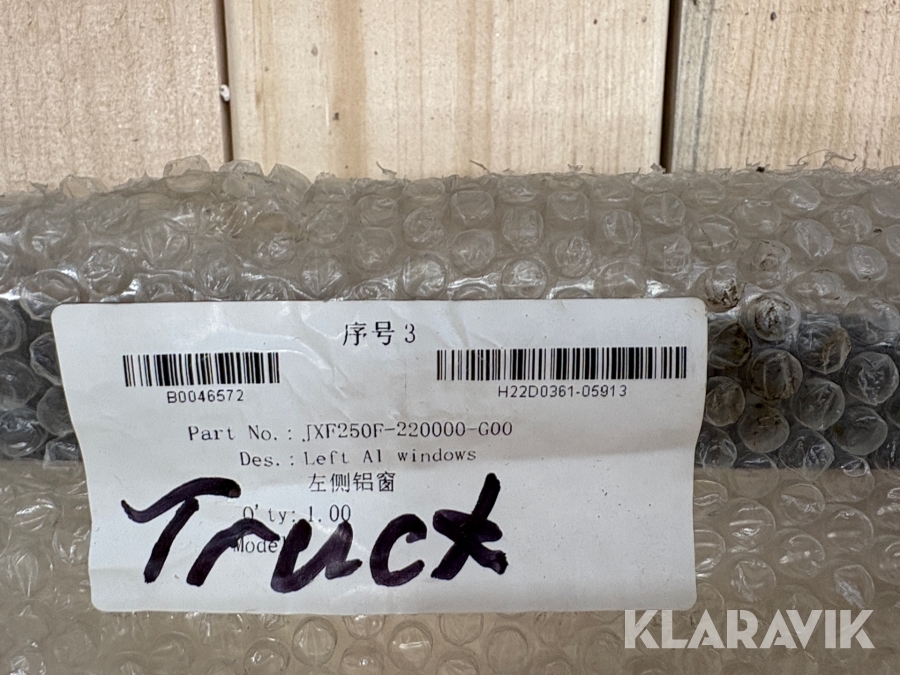 序号 3
B0046572
H22D0361-05913
Part No.: JXF250F-220000-G00
Des.: Left Al windows
左侧铝窗
Q'ty: 1.00
Model
Truck
KLARAVIK